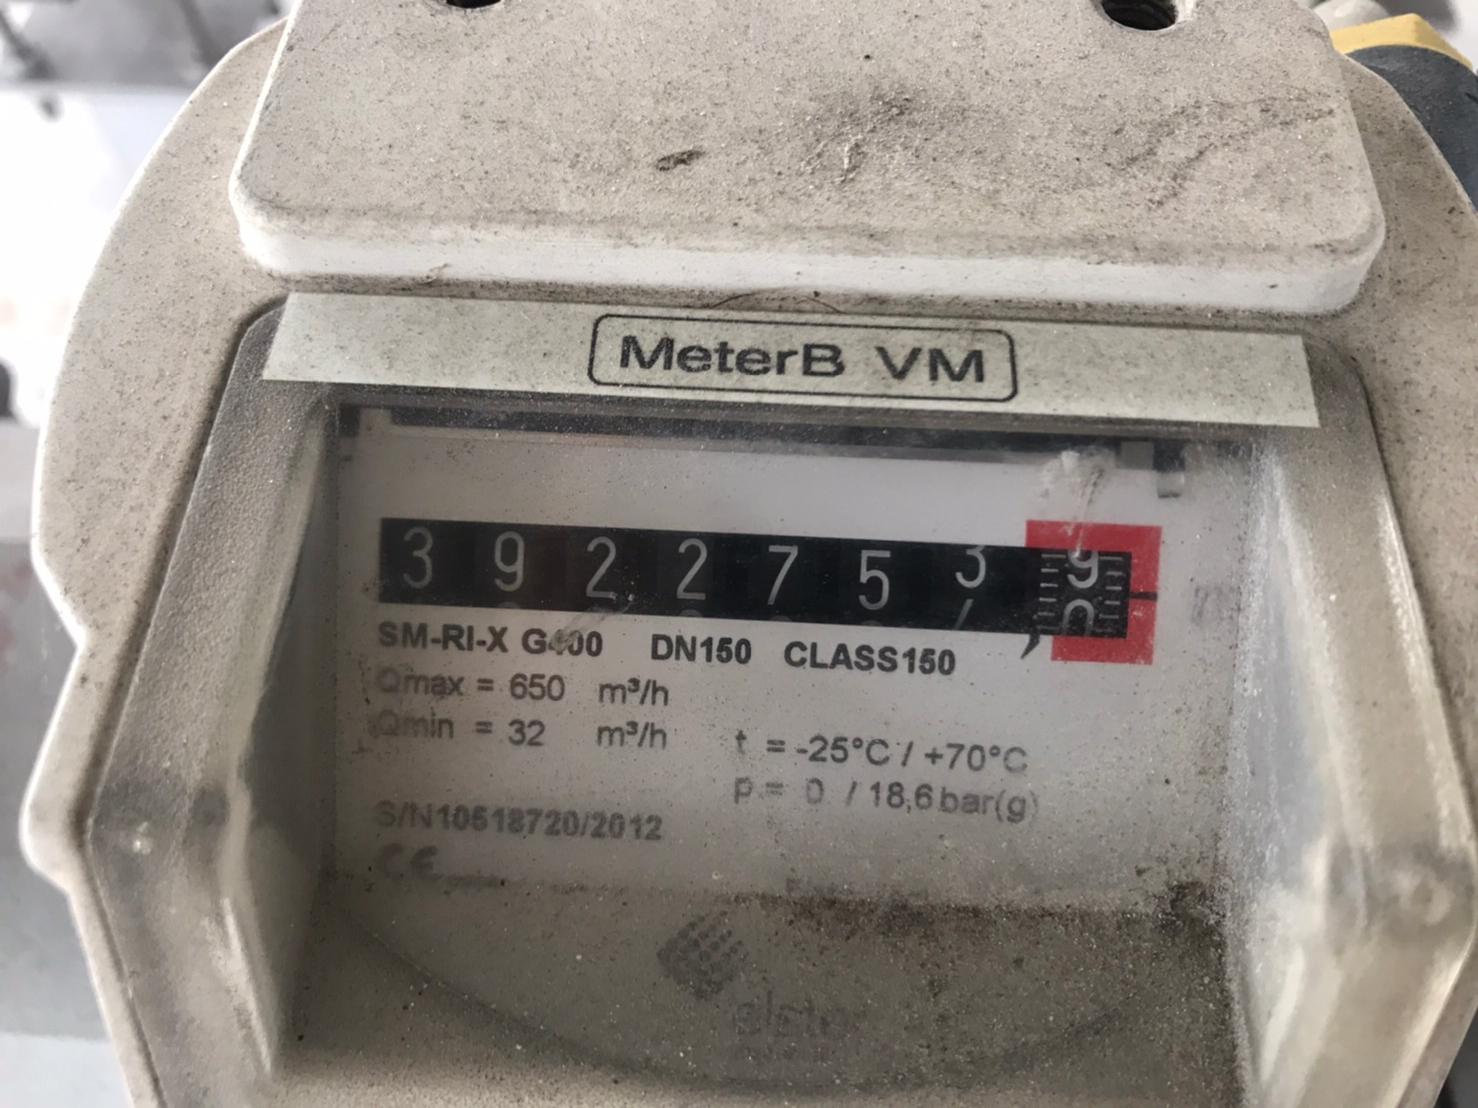 MeterB VM
3 9 2 2 7 5 3 , 9
SM-RI-X G400 DN150 CLASS150
Qmax = 650 m³/h
Qmin = 32 m³/h
t = -25°C / +70°C
p = 0 / 18,6 bar(g)
S/N10518720/2012
CE
elster